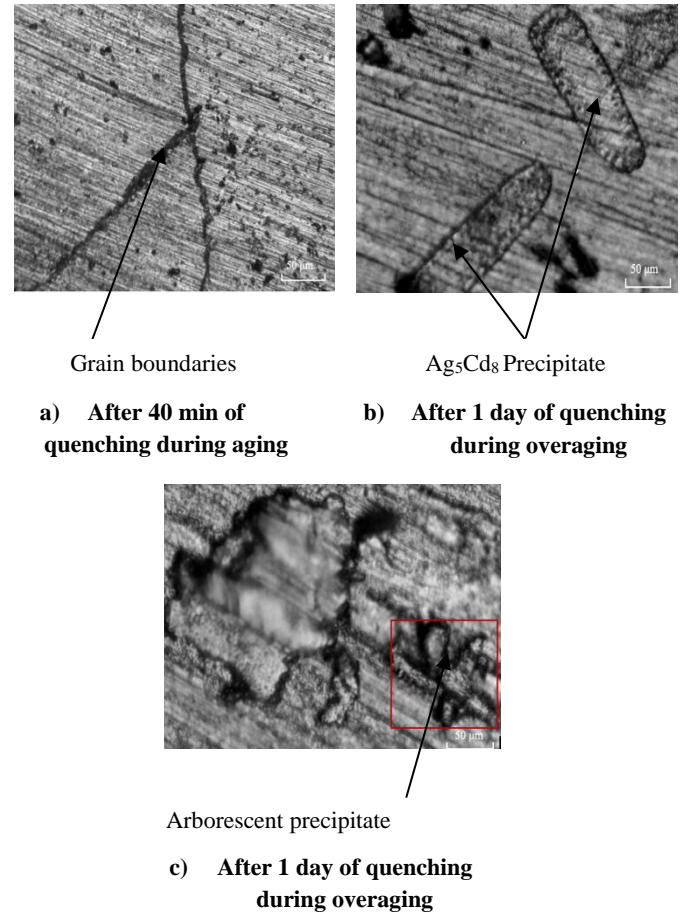 50 μm
50 μm
Grain boundaries
Ag₅Cd₈ Precipitate
a) After 40 min of
quenching during aging
b) After 1 day of quenching
during overaging
50 μm
Arborescent precipitate
c) After 1 day of quenching
during overaging